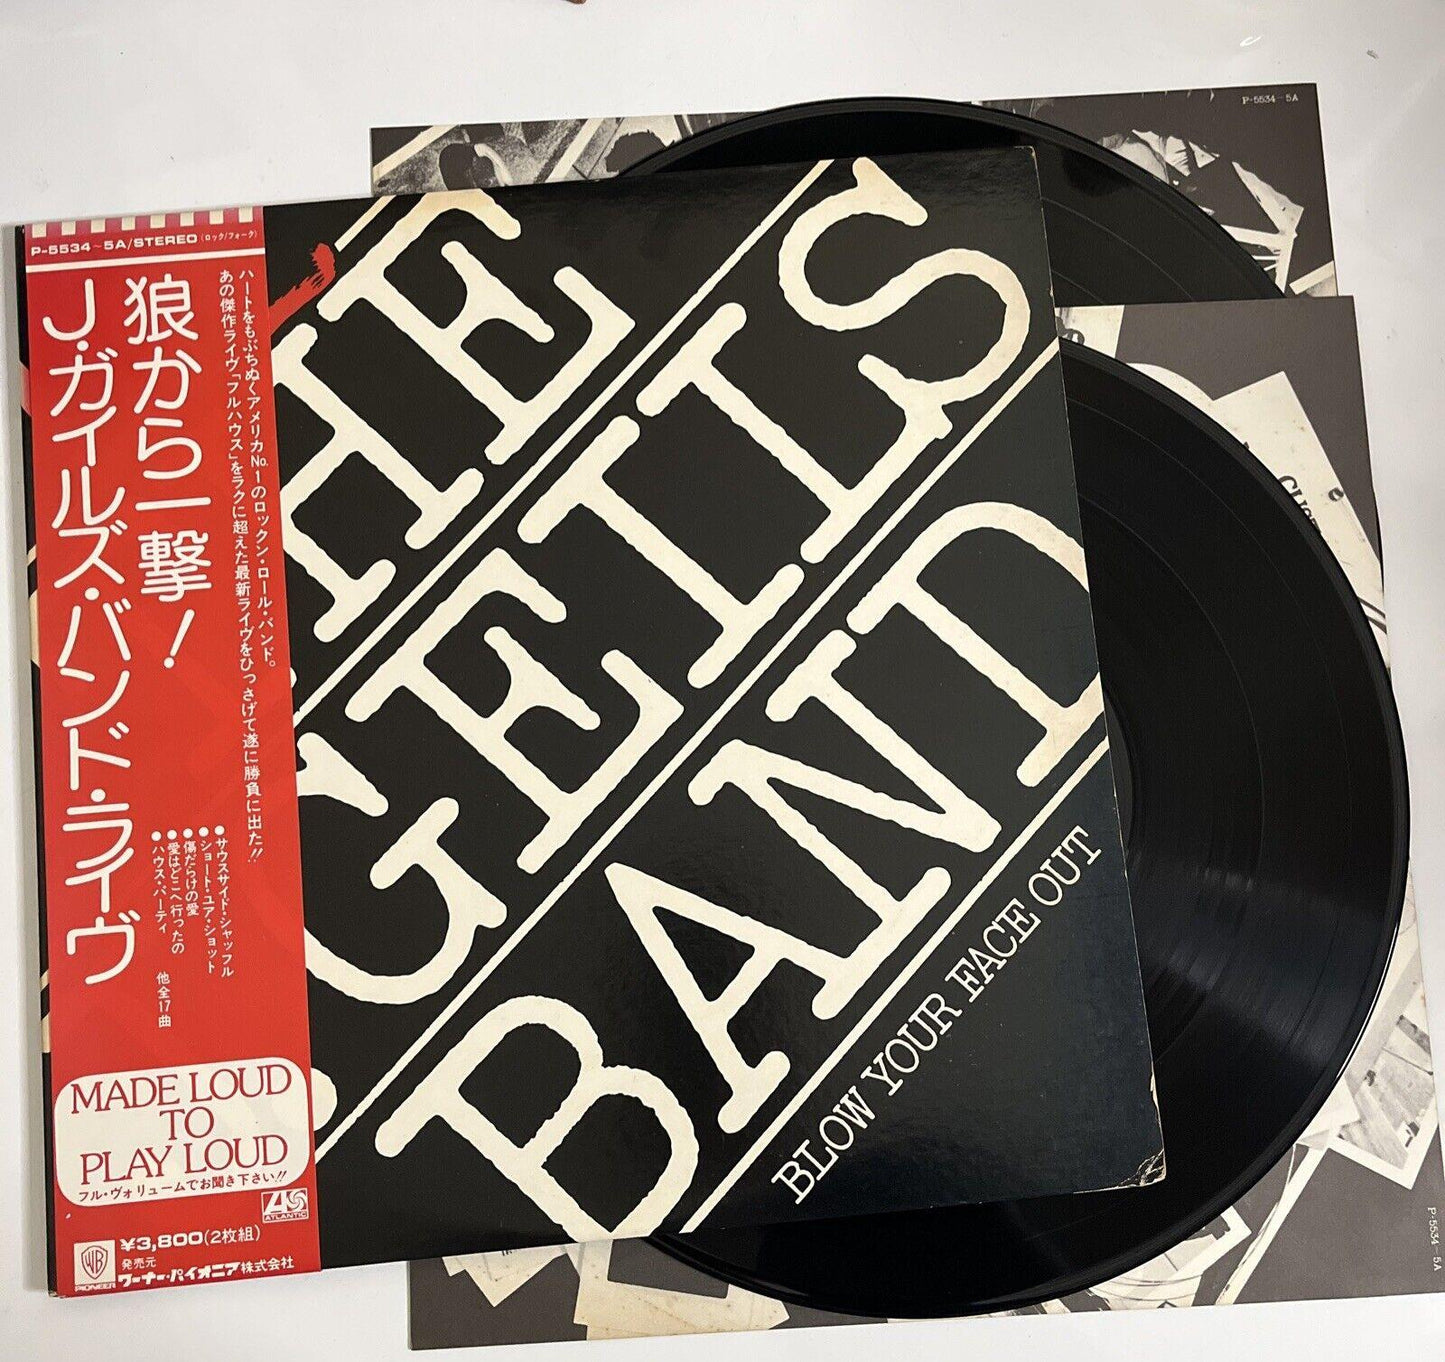 P-5534~5A/STEREO (ロック/フォーク)
ハートをもぶちぬくアメリカNo.1のロックン・ロール・バンド。
あの傑作ライヴ「フルハウス」をラクに超えた最新ライヴをひっさげて遂に勝負に出た!!
狼から一撃!
J・ガイルズ・バンド・ライヴ
●サウスサイド・シャッフル
●ショート・ユア・ショット
●傷だらけの愛
●愛はどこへ行ったの
●ハウス・パーティ 他全17曲
MADE LOUD
TO
PLAY LOUD
フル・ヴォリュームでお聞き下さい!!
ATLANTIC
¥3,800(2枚組)
発売元
ワーナー・パイオニア株式会社
WB
PIONEER
THE
GEILS
BAND
BLOW YOUR FACE OUT
P-5534-5A
P-5534-5A